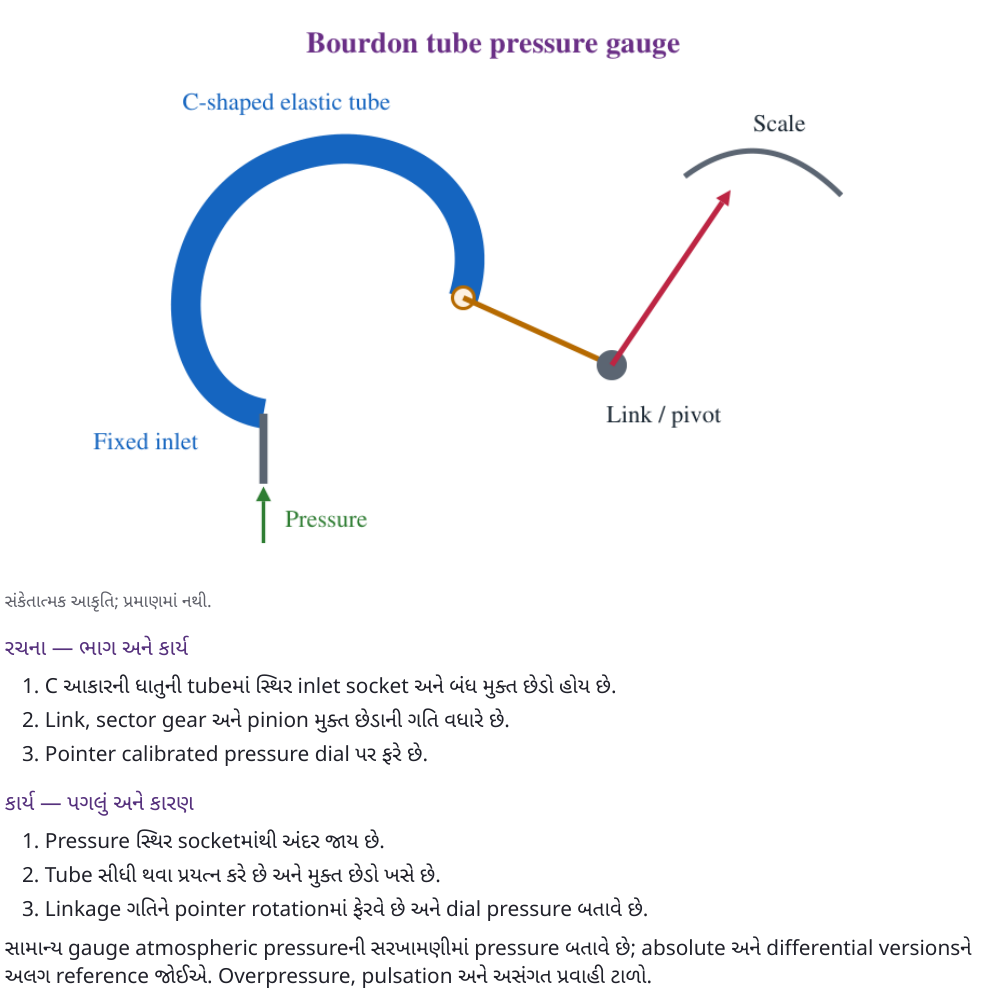 Bourdon tube pressure gauge
C-shaped elastic tube
Scale
Link / pivot
Fixed inlet
Pressure
સંકેતાત્મક આકૃતિ; પ્રમાણમાં નથી.
રચના — ભાગ અને કાર્ય
1. C આકારની ધાતુની tubeમાં સ્થિર inlet socket અને બંધ મુક્ત છેડો હોય છે.
2. Link, sector gear અને pinion મુક્ત છેડાની ગતિ વધારે છે.
3. Pointer calibrated pressure dial પર ફરે છે.
કાર્ય — પગલું અને કારણ
1. Pressure સ્થિર socketમાંથી અંદર જાય છે.
2. Tube સીધી થવા પ્રયત્ન કરે છે અને મુક્ત છેડો ખસે છે.
3. Linkage ગતિને pointer rotationમાં ફેરવે છે અને dial pressure બતાવે છે.
સામાન્ય gauge atmospheric pressureની સરખામણીમાં pressure બતાવે છે; absolute અને differential versionsને
અલગ reference જોઈએ. Overpressure, pulsation અને અસંગત પ્રવાહી ટાળો.